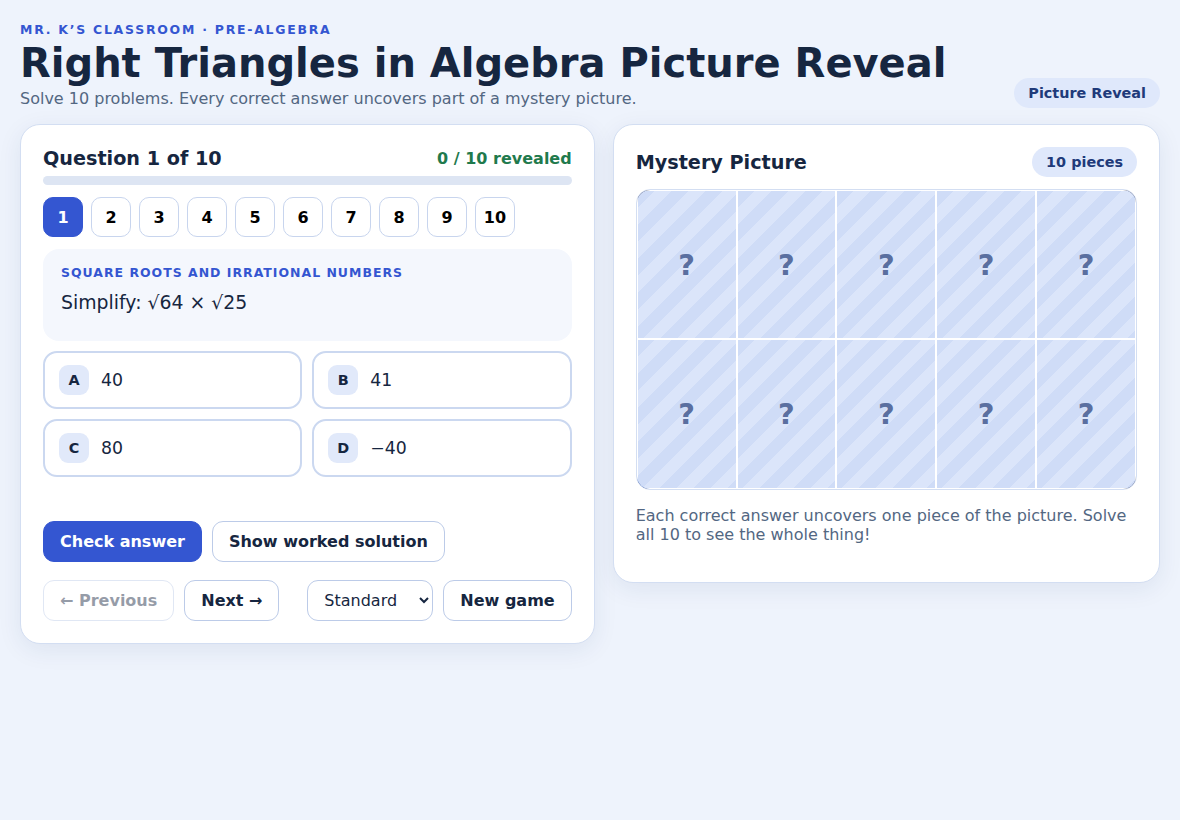 MR. K’S CLASSROOM · PRE-ALGEBRA
Right Triangles in Algebra Picture Reveal
Solve 10 problems. Every correct answer uncovers part of a mystery picture.
Picture Reveal
Question 1 of 10
0 / 10 revealed
1 2 3 4 5 6 7 8 9 10
SQUARE ROOTS AND IRRATIONAL NUMBERS
Simplify: √64 × √25
A 40
B 41
C 80
D −40
Check answer
Show worked solution
← Previous
Next →
Standard
New game
Mystery Picture
10 pieces
? ? ? ? ?
? ? ? ? ?
Each correct answer uncovers one piece of the picture. Solve
all 10 to see the whole thing!